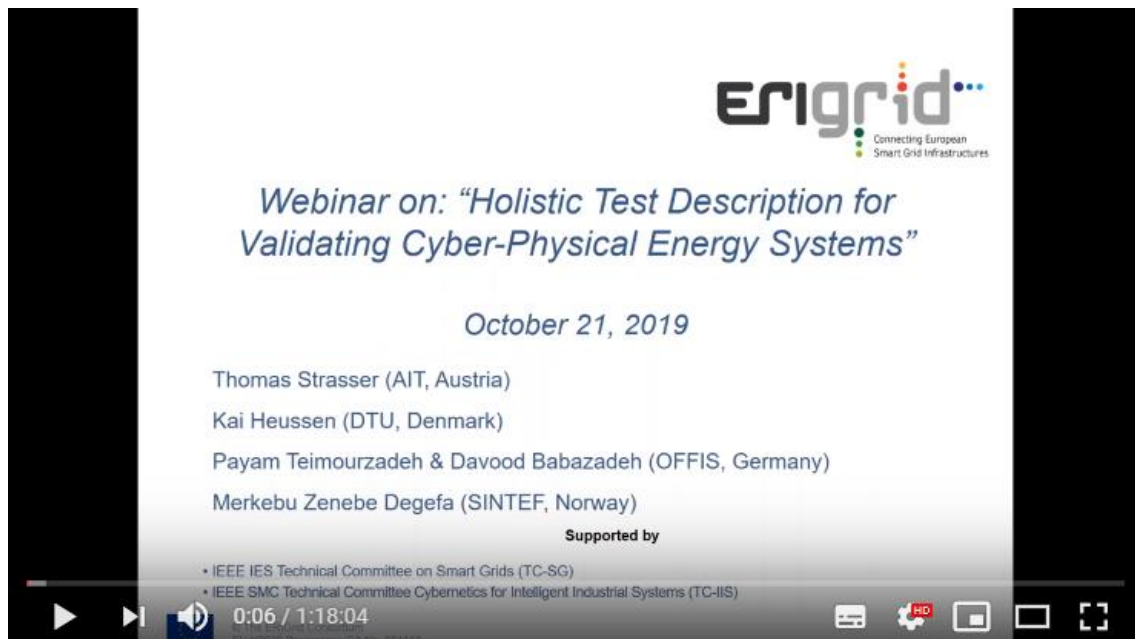 ErIgrid
Connecting European
Smart Grid Infrastructures
Webinar on: “Holistic Test Description for
Validating Cyber-Physical Energy Systems”
October 21, 2019
Thomas Strasser (AIT, Austria)
Kai Heussen (DTU, Denmark)
Payam Teimourzadeh & Davood Babazadeh (OFFIS, Germany)
Merkebu Zenebe Degefa (SINTEF, Norway)
Supported by
• IEEE IES Technical Committee on Smart Grids (TC-SG)
• IEEE SMC Technical Committee Cybernetics for Intelligent Industrial Systems (TC-IIS)
0:06 / 1:18:04
HD